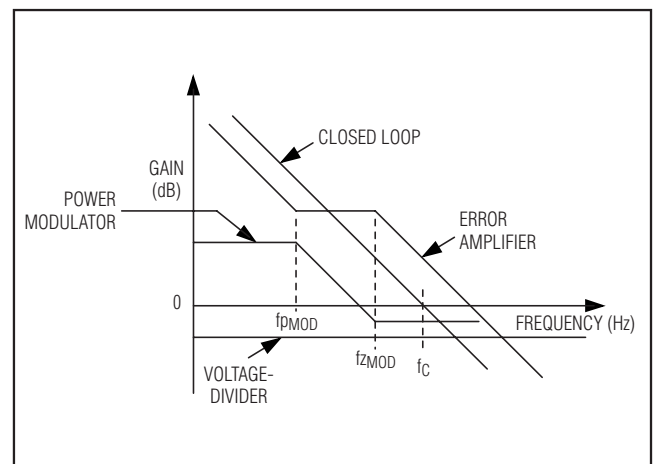 CLOSED LOOP
GAIN
(dB)
POWER
MODULATOR
ERROR
AMPLIFIER
0
fpMOD
fzMOD
fC
FREQUENCY (Hz)
VOLTAGE-
DIVIDER